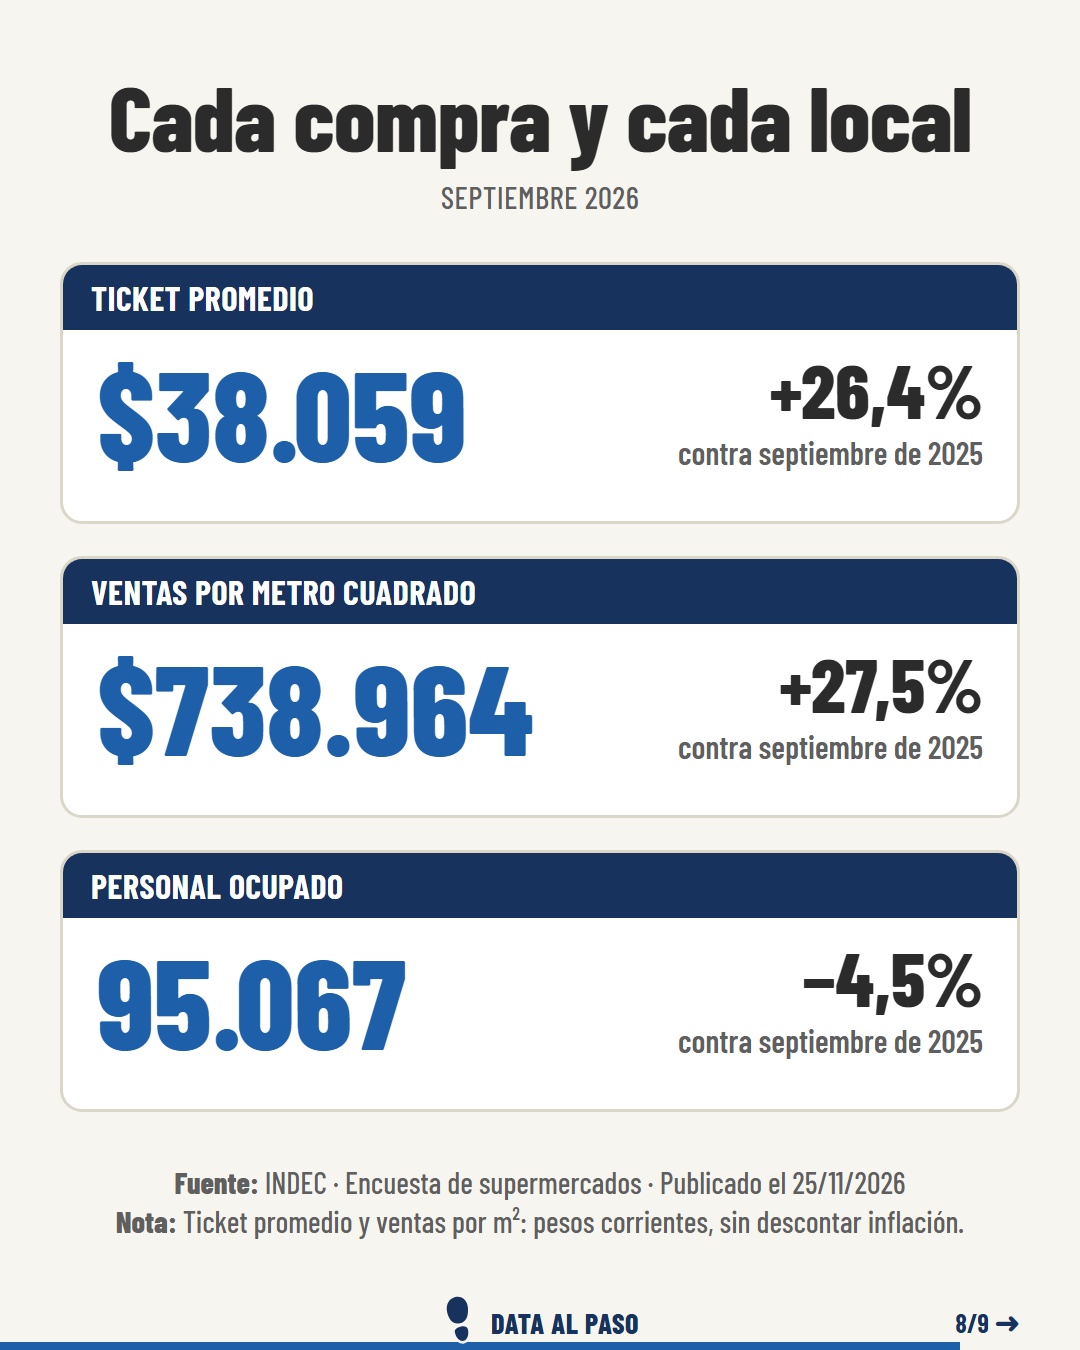 Cada compra y cada local
SEPTIEMBRE 2026
TICKET PROMEDIO
$38.059
+26,4%
contra septiembre de 2025
VENTAS POR METRO CUADRADO
$738.964
+27,5%
contra septiembre de 2025
PERSONAL OCUPADO
95.067
−4,5%
contra septiembre de 2025
Fuente: INDEC · Encuesta de supermercados · Publicado el 25/11/2026
Nota: Ticket promedio y ventas por m²: pesos corrientes, sin descontar inflación.
DATA AL PASO
8/9 →